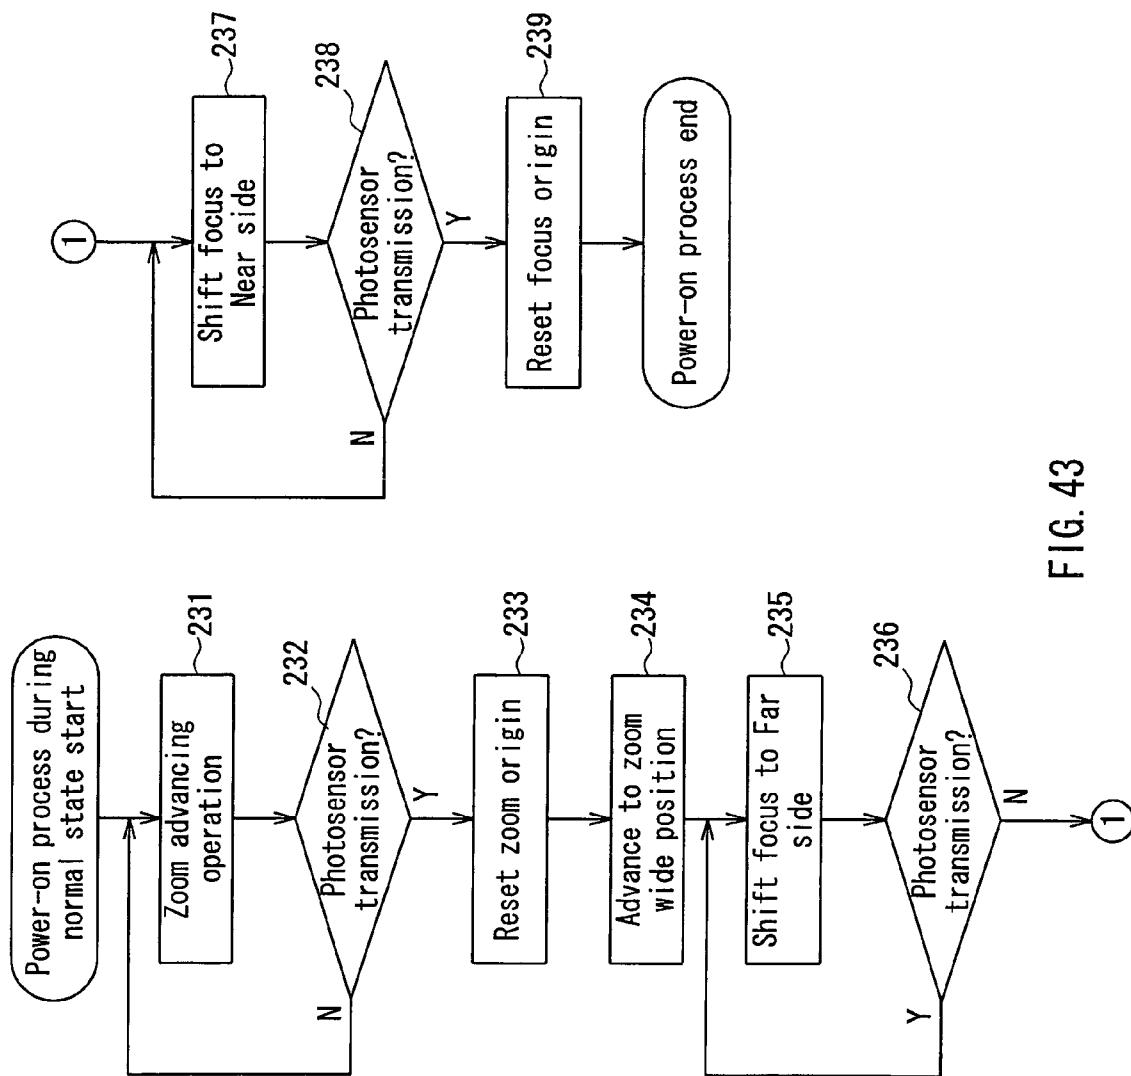 Power-on process during
normal state start
231
Zoom advancing
operation
232
Photosensor
transmission?
N
Y
233
Reset zoom origin
234
Advance to zoom
wide position
235
Shift focus to Far
side
236
Photosensor
transmission?
Y
N
1
1
237
Shift focus to
Near side
238
Photosensor
transmission?
N
Y
239
Reset focus origin
Power-on process end
FIG. 43